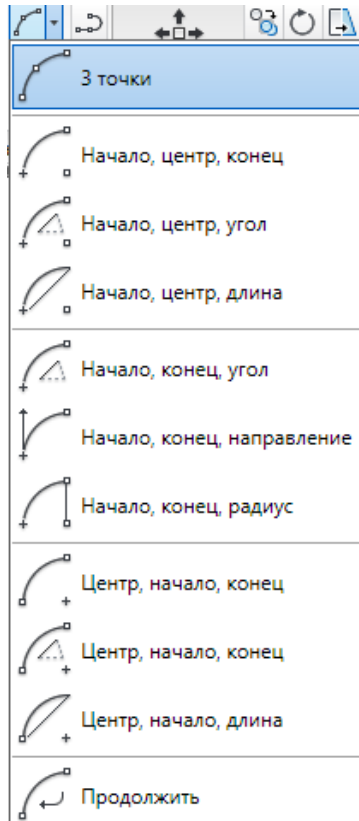 3 точки
Начало, центр, конец
Начало, центр, угол
Начало, центр, длина
Начало, конец, угол
Начало, конец, направление
Начало, конец, радиус
Центр, начало, конец
Центр, начало, конец
Центр, начало, длина
Продолжить